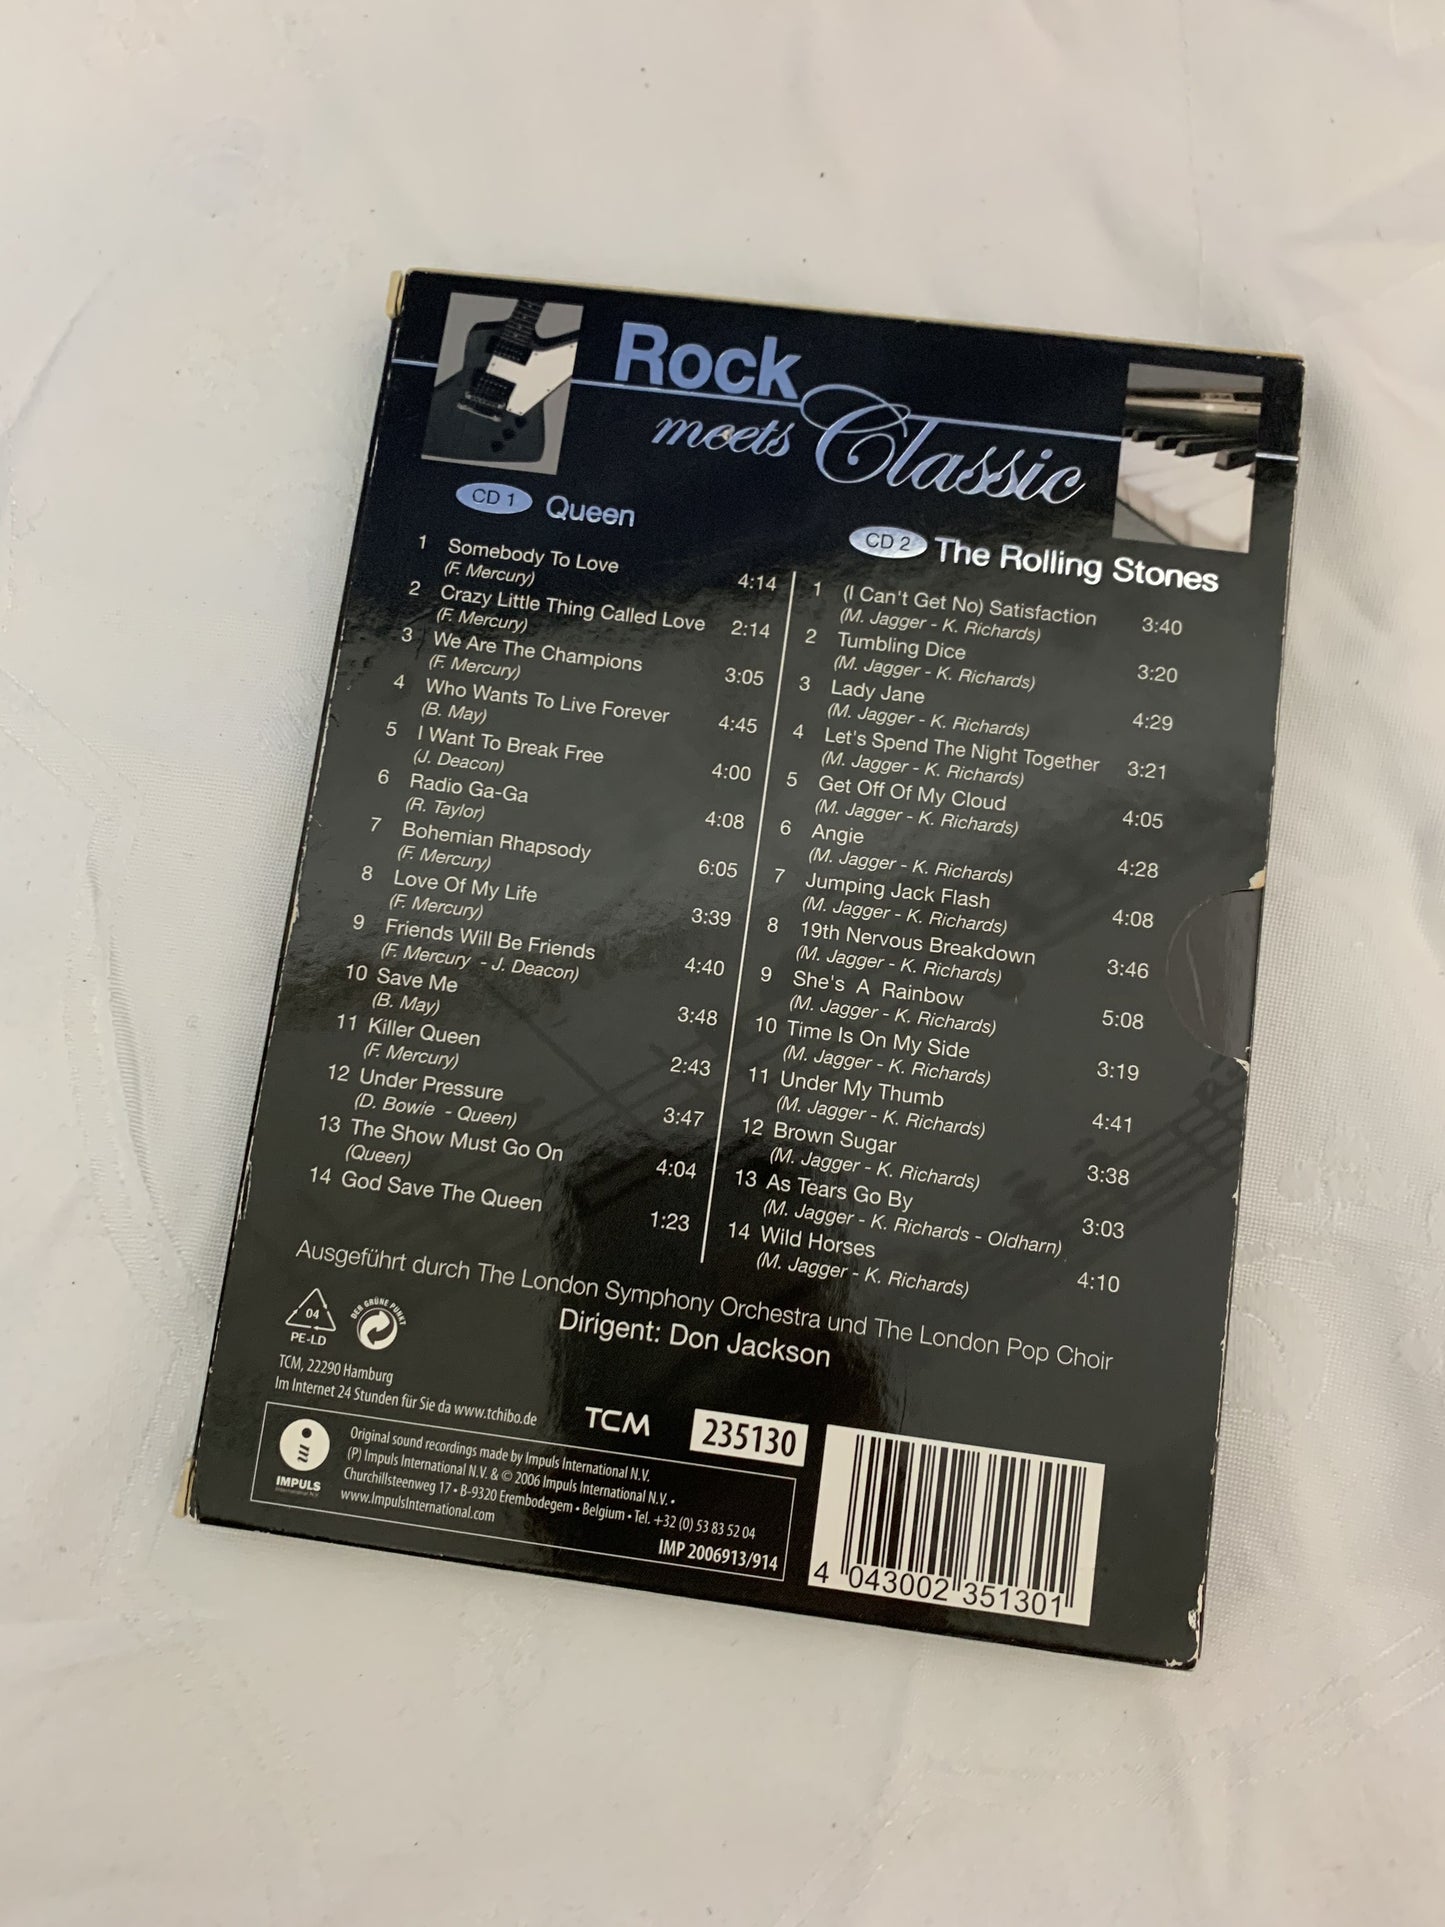 Rock
meets Classic
CD 1 Queen
1 Somebody To Love 4:14
(F. Mercury)
2 Crazy Little Thing Called Love 2:14
(F. Mercury)
3 We Are The Champions 3:05
(F. Mercury)
4 Who Wants To Live Forever 4:45
(B. May)
5 I Want To Break Free 4:00
(J. Deacon)
6 Radio Ga-Ga 4:08
(R. Taylor)
7 Bohemian Rhapsody 6:05
(F. Mercury)
8 Love Of My Life 3:39
(F. Mercury)
9 Friends Will Be Friends 4:40
(F. Mercury - J. Deacon)
10 Save Me 3:48
(B. May)
11 Killer Queen 2:43
(F. Mercury)
12 Under Pressure 3:47
(D. Bowie - Queen)
13 The Show Must Go On 4:04
(Queen)
14 God Save The Queen 1:23
CD 2 The Rolling Stones
1 (I Can't Get No) Satisfaction 3:40
(M. Jagger - K. Richards)
2 Tumbling Dice 3:20
(M. Jagger - K. Richards)
3 Lady Jane 4:29
(M. Jagger - K. Richards)
4 Let's Spend The Night Together 3:21
(M. Jagger - K. Richards)
5 Get Off Of My Cloud 4:05
(M. Jagger - K. Richards)
6 Angie 4:28
(M. Jagger - K. Richards)
7 Jumping Jack Flash 4:08
(M. Jagger - K. Richards)
8 19th Nervous Breakdown 3:46
(M. Jagger - K. Richards)
9 She's A Rainbow 5:08
(M. Jagger - K. Richards)
10 Time Is On My Side 3:19
(M. Jagger - K. Richards)
11 Under My Thumb 4:41
(M. Jagger - K. Richards)
12 Brown Sugar 3:38
(M. Jagger - K. Richards)
13 As Tears Go By 3:03
(M. Jagger - K. Richards - Oldharn)
14 Wild Horses 4:10
(M. Jagger - K. Richards)
Ausgeführt durch The London Symphony Orchestra und The London Pop Choir
Dirigent: Don Jackson
04
PE-LD
DER GRÜNE PUNKT
TCM, 22290 Hamburg
Im Internet 24 Stunden für Sie da www.tchibo.de
TCM
235130
IMPULS
International N.V.
Original sound recordings made by Impuls International N.V.
(P) Impuls International N.V. & © 2006 Impuls International N.V. •
Churchillsteenweg 17 • B-9320 Erembodegem • Belgium • Tel. +32 (0) 53 83 52 04
www.ImpulsInternational.com
IMP 2006913/914
4 043002 351301